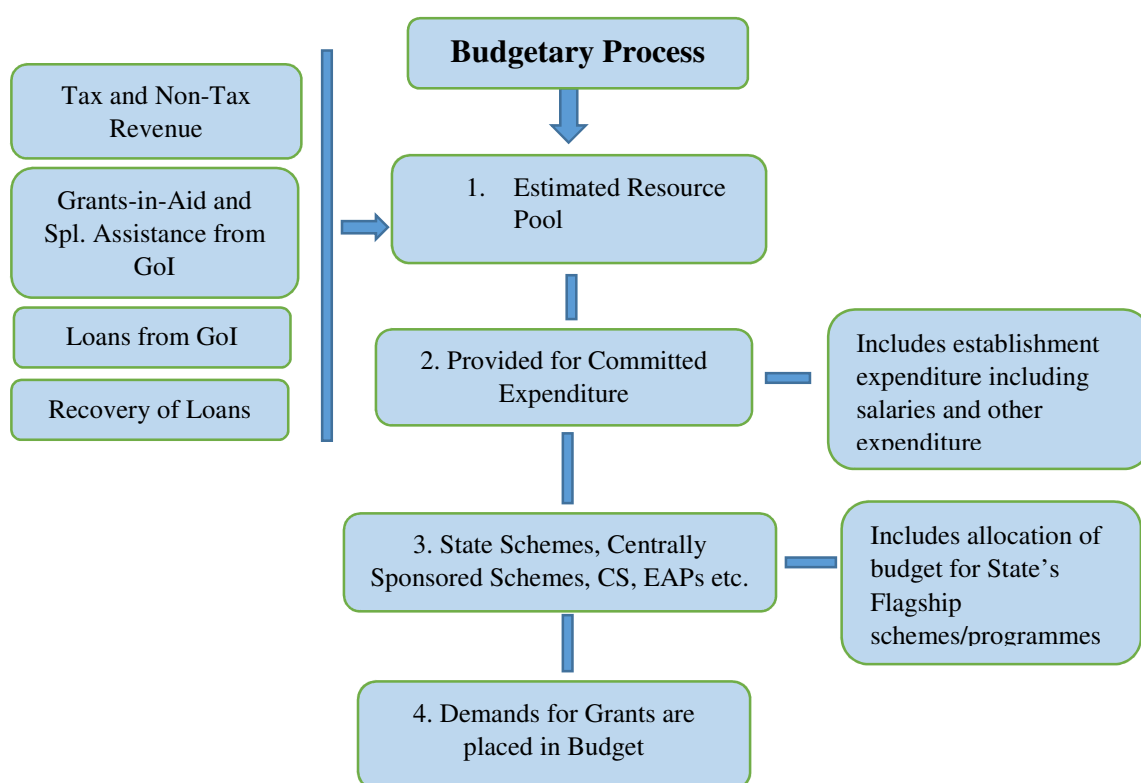 Budgetary Process
Tax and Non-Tax
Revenue
Grants-in-Aid and
Spl. Assistance from
GoI
Loans from GoI
Recovery of Loans
1. Estimated Resource
Pool
2. Provided for Committed
Expenditure
Includes establishment
expenditure including
salaries and other
expenditure
3. State Schemes, Centrally
Sponsored Schemes, CS, EAPs etc.
Includes allocation of
budget for State’s
Flagship
schemes/programmes
4. Demands for Grants are
placed in Budget